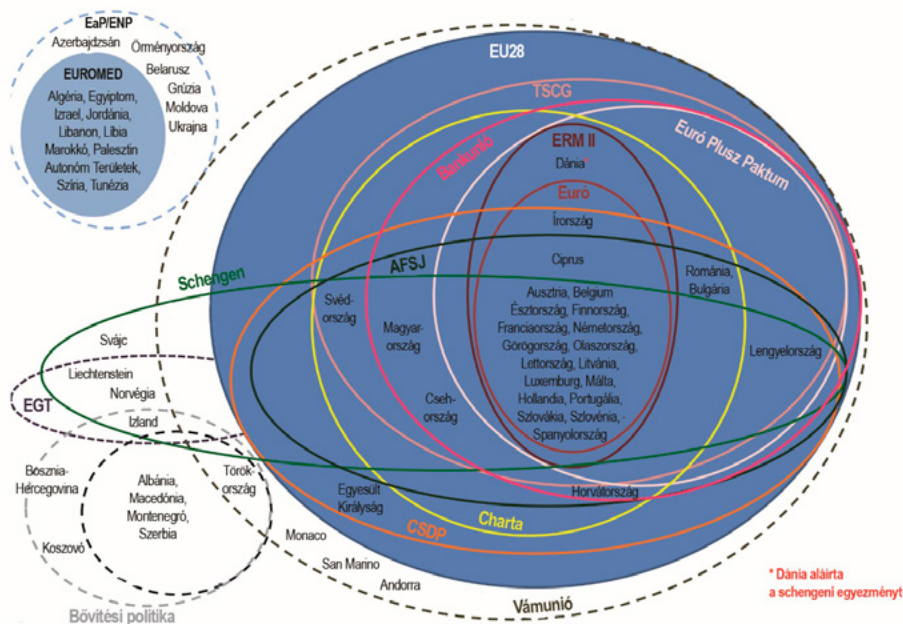 EaP/ENP
Azerbajdzsán
Örményország
EUROMED
Belarusz
Grúzia
Moldova
Ukrajna
Algéria, Egyiptom,
Izrael, Jordánia,
Libanon, Líbia
Marokkó, Palesztin
Autonóm Területek,
Szíria, Tunézia
EU28
TSCG
Bankunió
Euró Plusz Paktum
ERM II
Dánia*
Euró
Írország
Schengen
AFSJ
Ciprus
Románia,
Bulgária
Svéd-
ország
Magyar-
ország
Cseh-
ország
Ausztria, Belgium
Észtország, Finnország,
Franciaország, Németország,
Görögország, Olaszország,
Lettország, Litvánia,
Luxemburg, Málta,
Hollandia, Portugália,
Szlovákia, Szlovénia, -
Spanyolország
Lengyelország
Svájc
Liechtenstein
Norvégia
EGT
Izland
Bosznia-
Hercegovina
Albánia,
Macedónia,
Montenegró,
Szerbia
Török-
ország
Koszovó
Bővítési politika
Egyesült
Királyság
Horvátország
Charta
CSDP
Monaco
San Marino
Andorra
Vámunió
* Dánia aláírta
a schengeni egyezményt